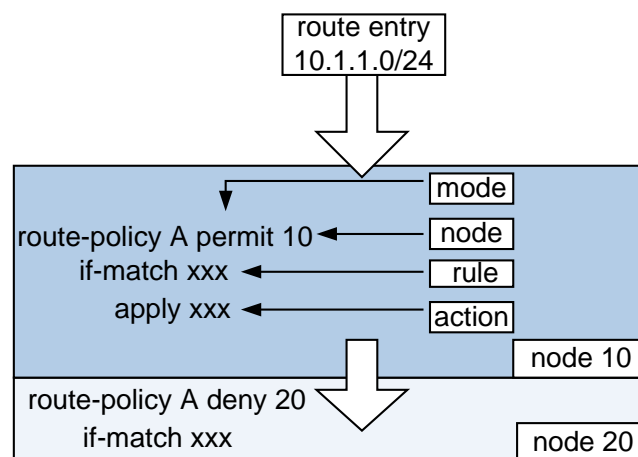 route entry
10.1.1.0/24
mode
route-policy A permit 10
node
if-match xxx
rule
apply xxx
action
node 10
route-policy A deny 20
if-match xxx
node 20